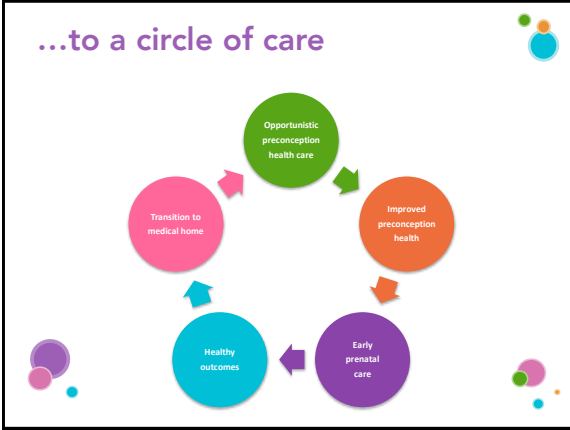 ...to a circle of care
Opportunistic
preconception
health care
Improved
preconception
health
Early
prenatal
care
Healthy
outcomes
Transition to
medical home